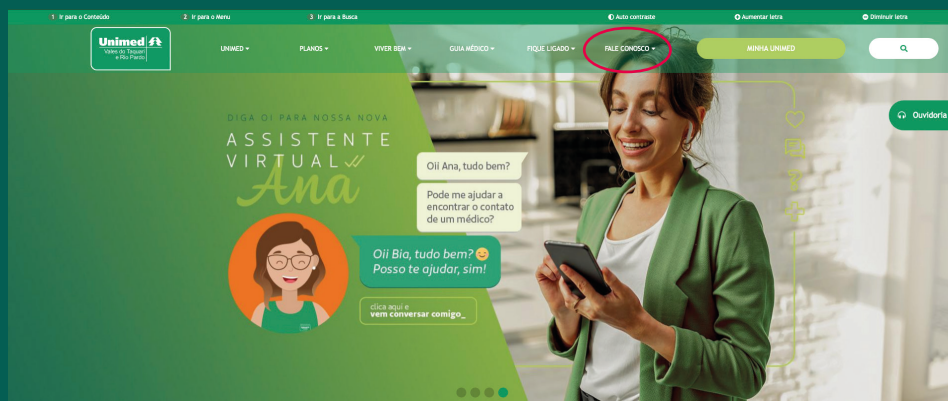 1 Ir para o Conteúdo 2 Ir para o Menu 3 Ir para a Busca Auto contraste Aumentar letra Diminuir letra
Unimed
Vales do Taquari
e Rio Pardo
UNIMED PLANOS VIVER BEM GUIA MÉDICO FIQUE LIGADO FALE CONOSCO MINHA UNIMED
Ouvidoria
DIGA OI PARA NOSSA NOVA
ASSISTENTE
VIRTUAL
Ana
Oii Ana, tudo bem?
Pode me ajudar a
encontrar o contato
de um médico?
Oii Bia, tudo bem? 😊
Posso te ajudar, sim!
clica aqui e
vem conversar comigo_